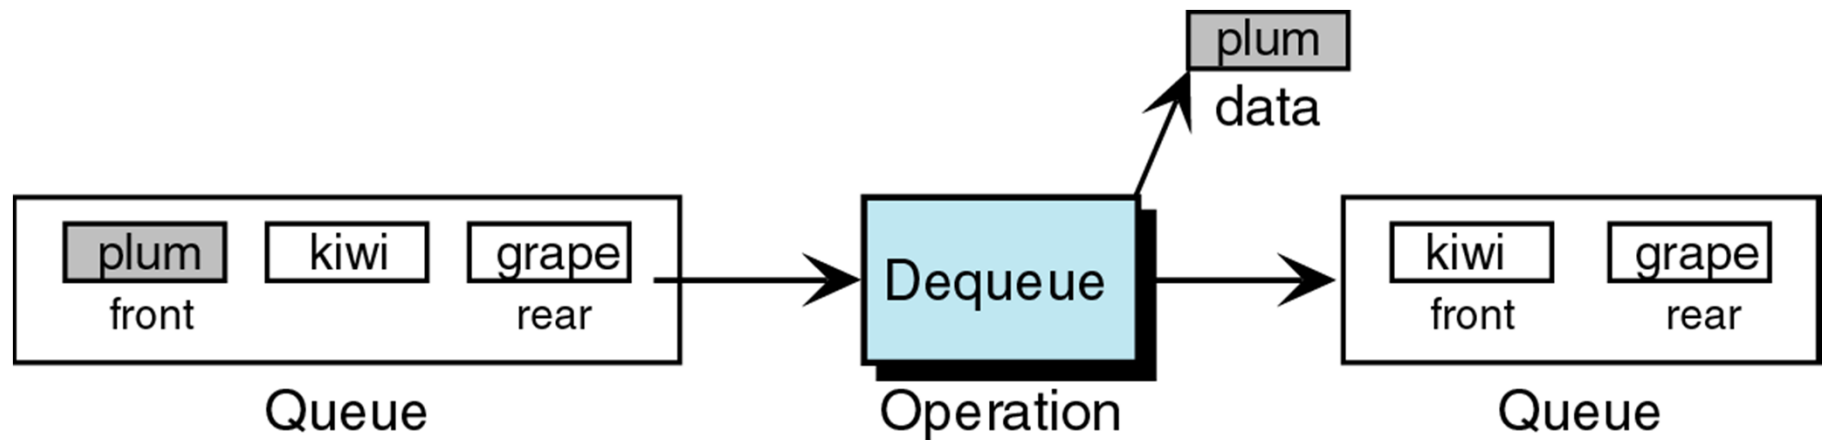 plum
data
plum kiwi grape
front rear
Queue
Dequeue
Operation
kiwi grape
front rear
Queue